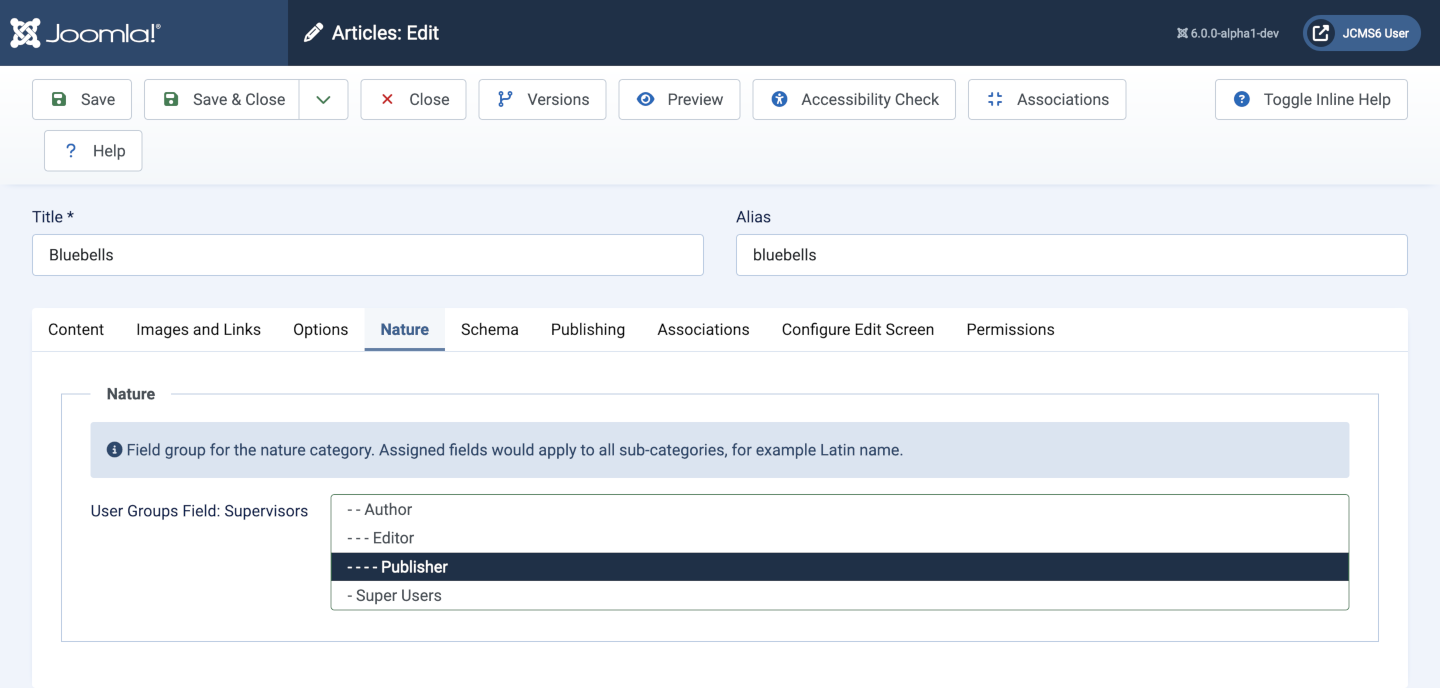 Joomla!®
Articles: Edit
6.0.0-alpha1-dev
JCMS6 User
Save
Save & Close
Close
Versions
Preview
Accessibility Check
Associations
Toggle Inline Help
? Help
Title *
Alias
Bluebells
bluebells
Content
Images and Links
Options
Nature
Schema
Publishing
Associations
Configure Edit Screen
Permissions
Nature
Field group for the nature category. Assigned fields would apply to all sub-categories, for example Latin name.
User Groups Field: Supervisors
- - Author
- - - Editor
- - - - Publisher
- Super Users